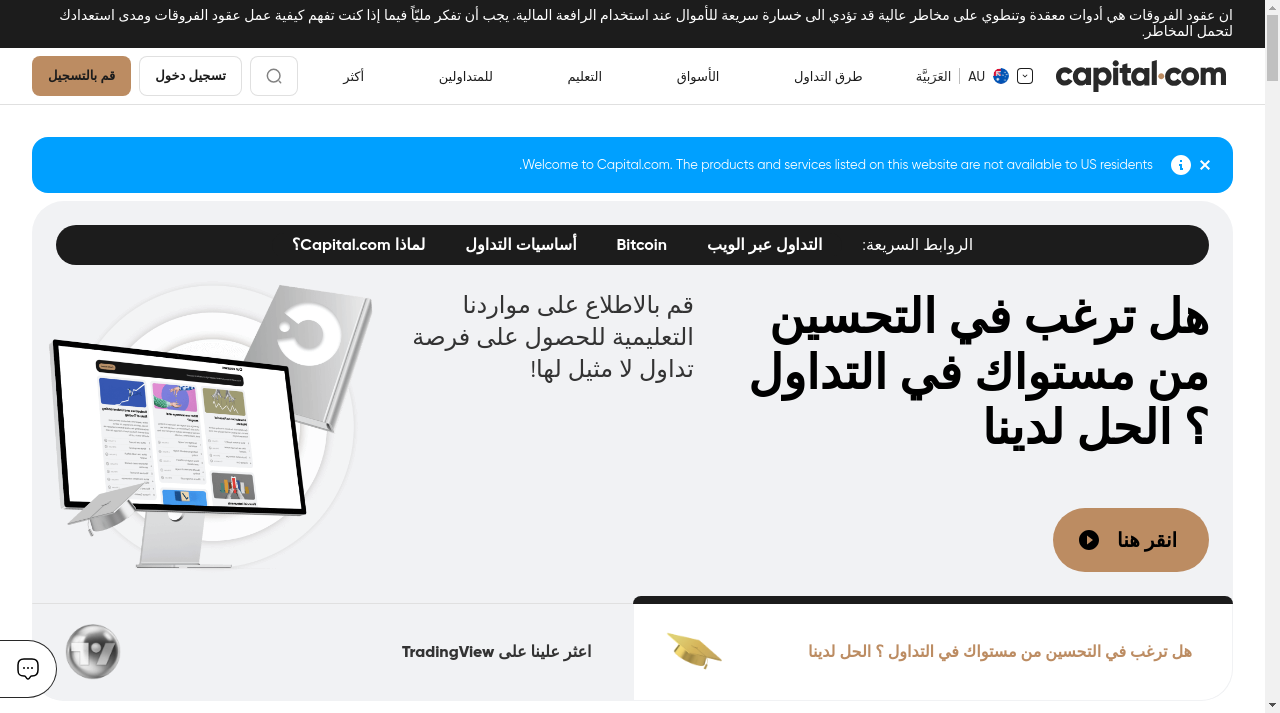 ان عقود الفروقات هي أدوات معقدة وتنطوي على مخاطر عالية قد تؤدي الى خسارة سريعة للأموال عند استخدام الرافعة المالية. يجب أن تفكر مليّاً فيما إذا كنت تفهم كيفية عمل عقود الفروقات ومدى استعدادك
لتحمل المخاطر.
capital.com
AU
العَرَبيَّة
طرق التداول
الأسواق
التعليم
للمتداولين
أكثر
تسجيل دخول
قم بالتسجيل
Welcome to Capital.com. The products and services listed on this website are not available to US residents.
الروابط السريعة:
التداول عبر الويب
Bitcoin
أساسيات التداول
لماذا Capital.com؟
هل ترغب في التحسين
من مستواك في التداول
؟ الحل لدينا
قم بالاطلاع على مواردنا
التعليمية للحصول على فرصة
تداول لا مثيل لها!
انقر هنا
هل ترغب في التحسين من مستواك في التداول ؟ الحل لدينا
اعثر علينا على TradingView